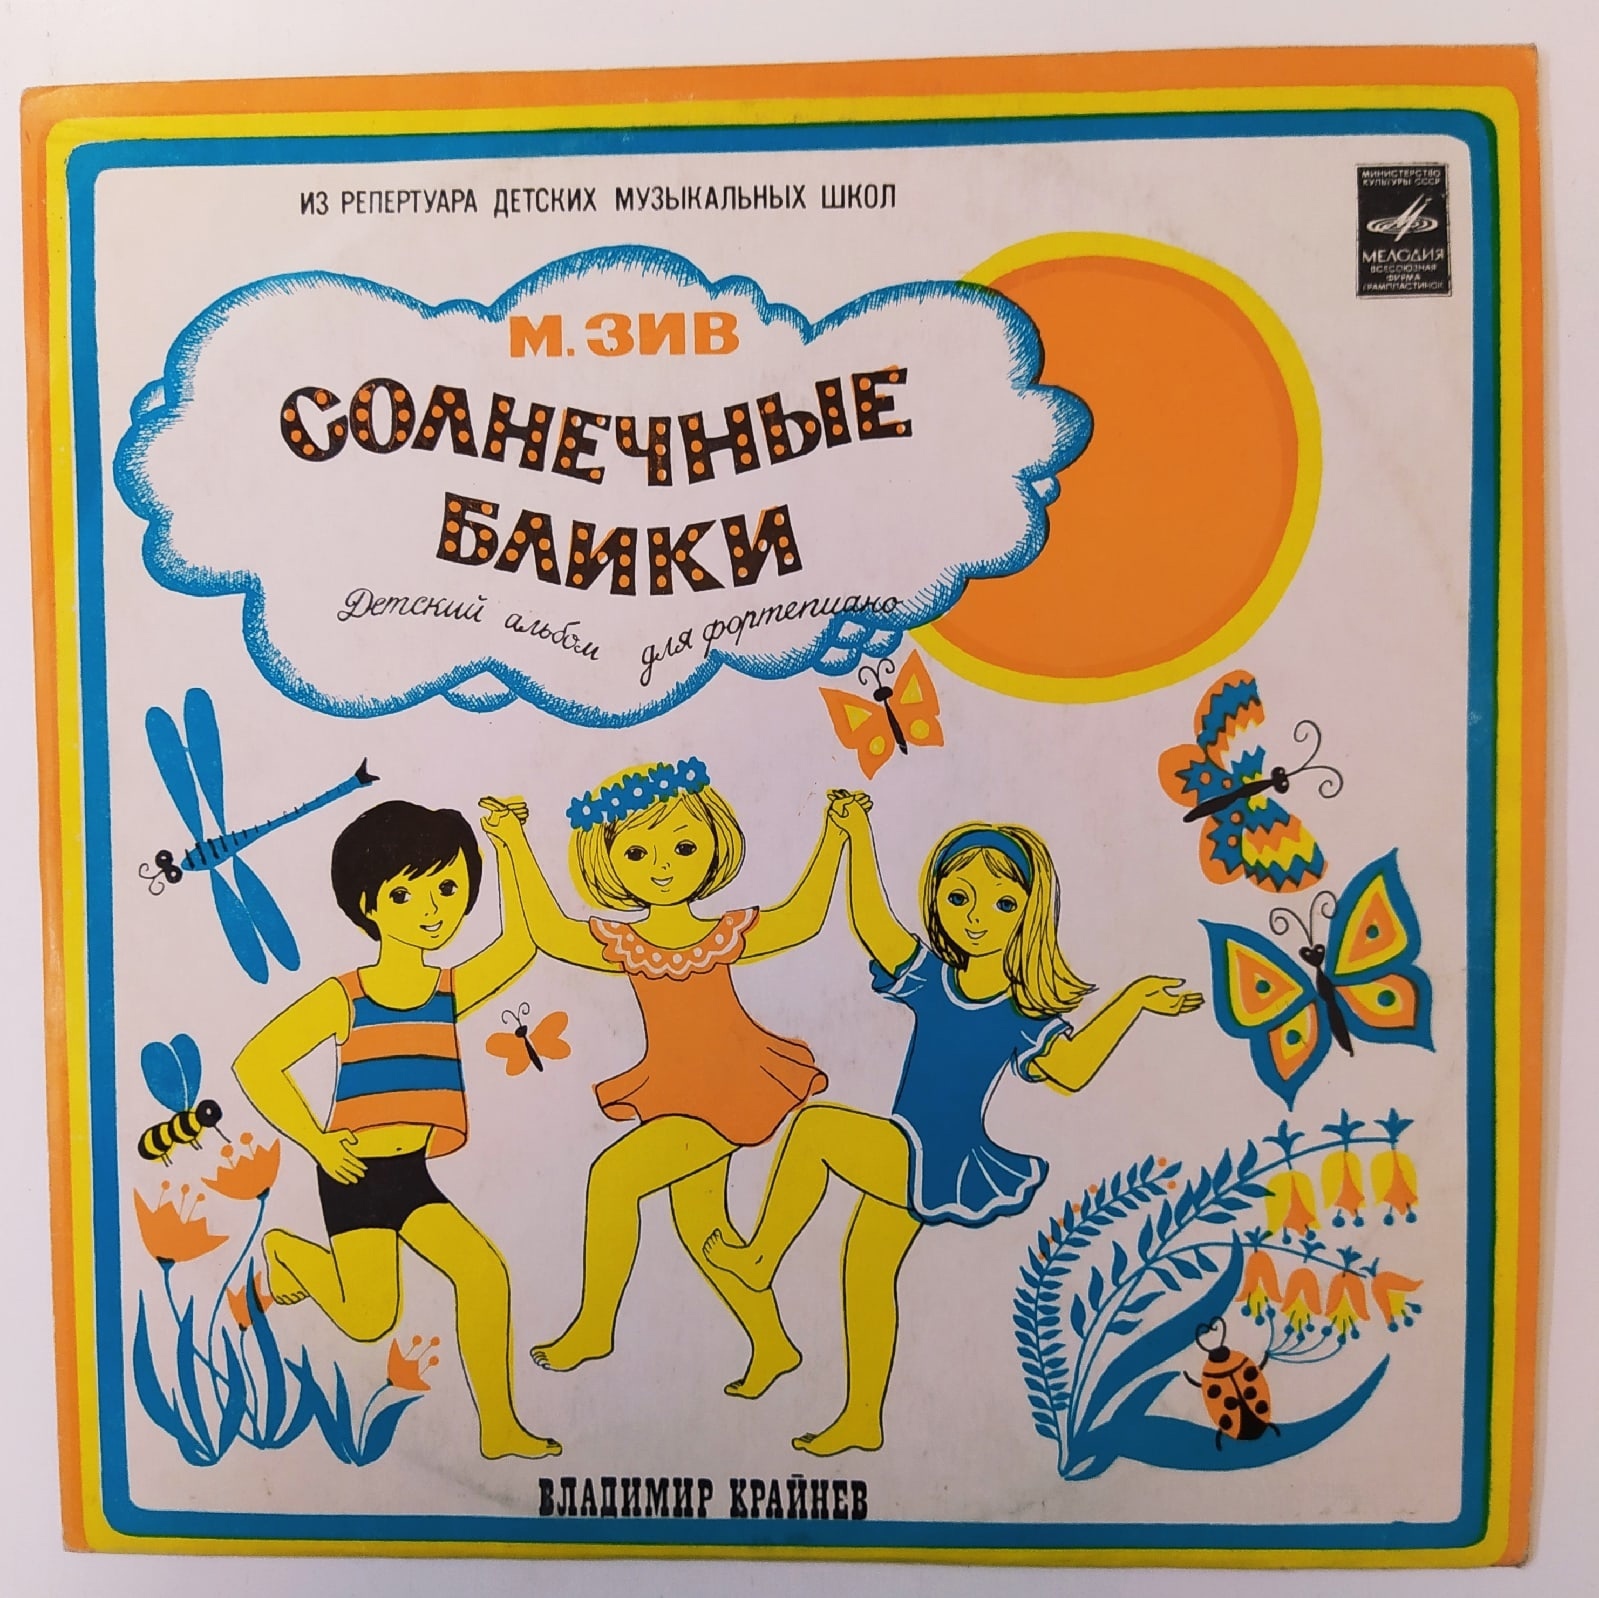 ИЗ РЕПЕРТУАРА ДЕТСКИХ МУЗЫКАЛЬНЫХ ШКОЛ
МИНИСТЕРСТВО
КУЛЬТУРЫ СССР
МЕЛОДИЯ
ВСЕСОЮЗНАЯ
ФИРМА
ГРАМПЛАСТИНОК
М. ЗИВ
СОЛНЕЧНЫЕ
БЛИКИ
Детский альбом для фортепиано
ВЛАДИМИР КРАЙНЕВ